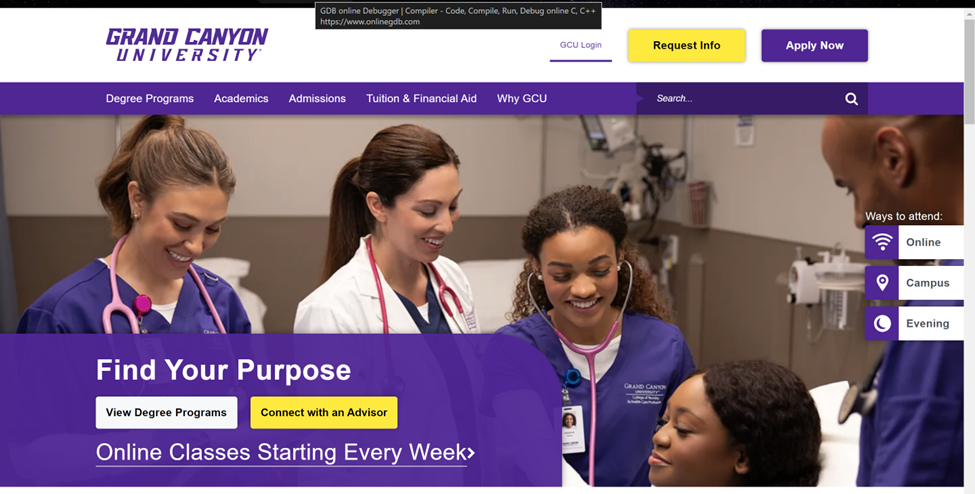 GDB online Debugger | Compiler - Code, Compile, Run, Debug online C, C++
https://www.onlinegdb.com
GRAND CANYON
UNIVERSITY
GCU Login
Request Info
Apply Now
Degree Programs
Academics
Admissions
Tuition & Financial Aid
Why GCU
Search...
Ways to attend:
Online
Campus
Evening
Find Your Purpose
View Degree Programs
Connect with an Advisor
Online Classes Starting Every Week
GRAND CANYON
UNIVERSITY